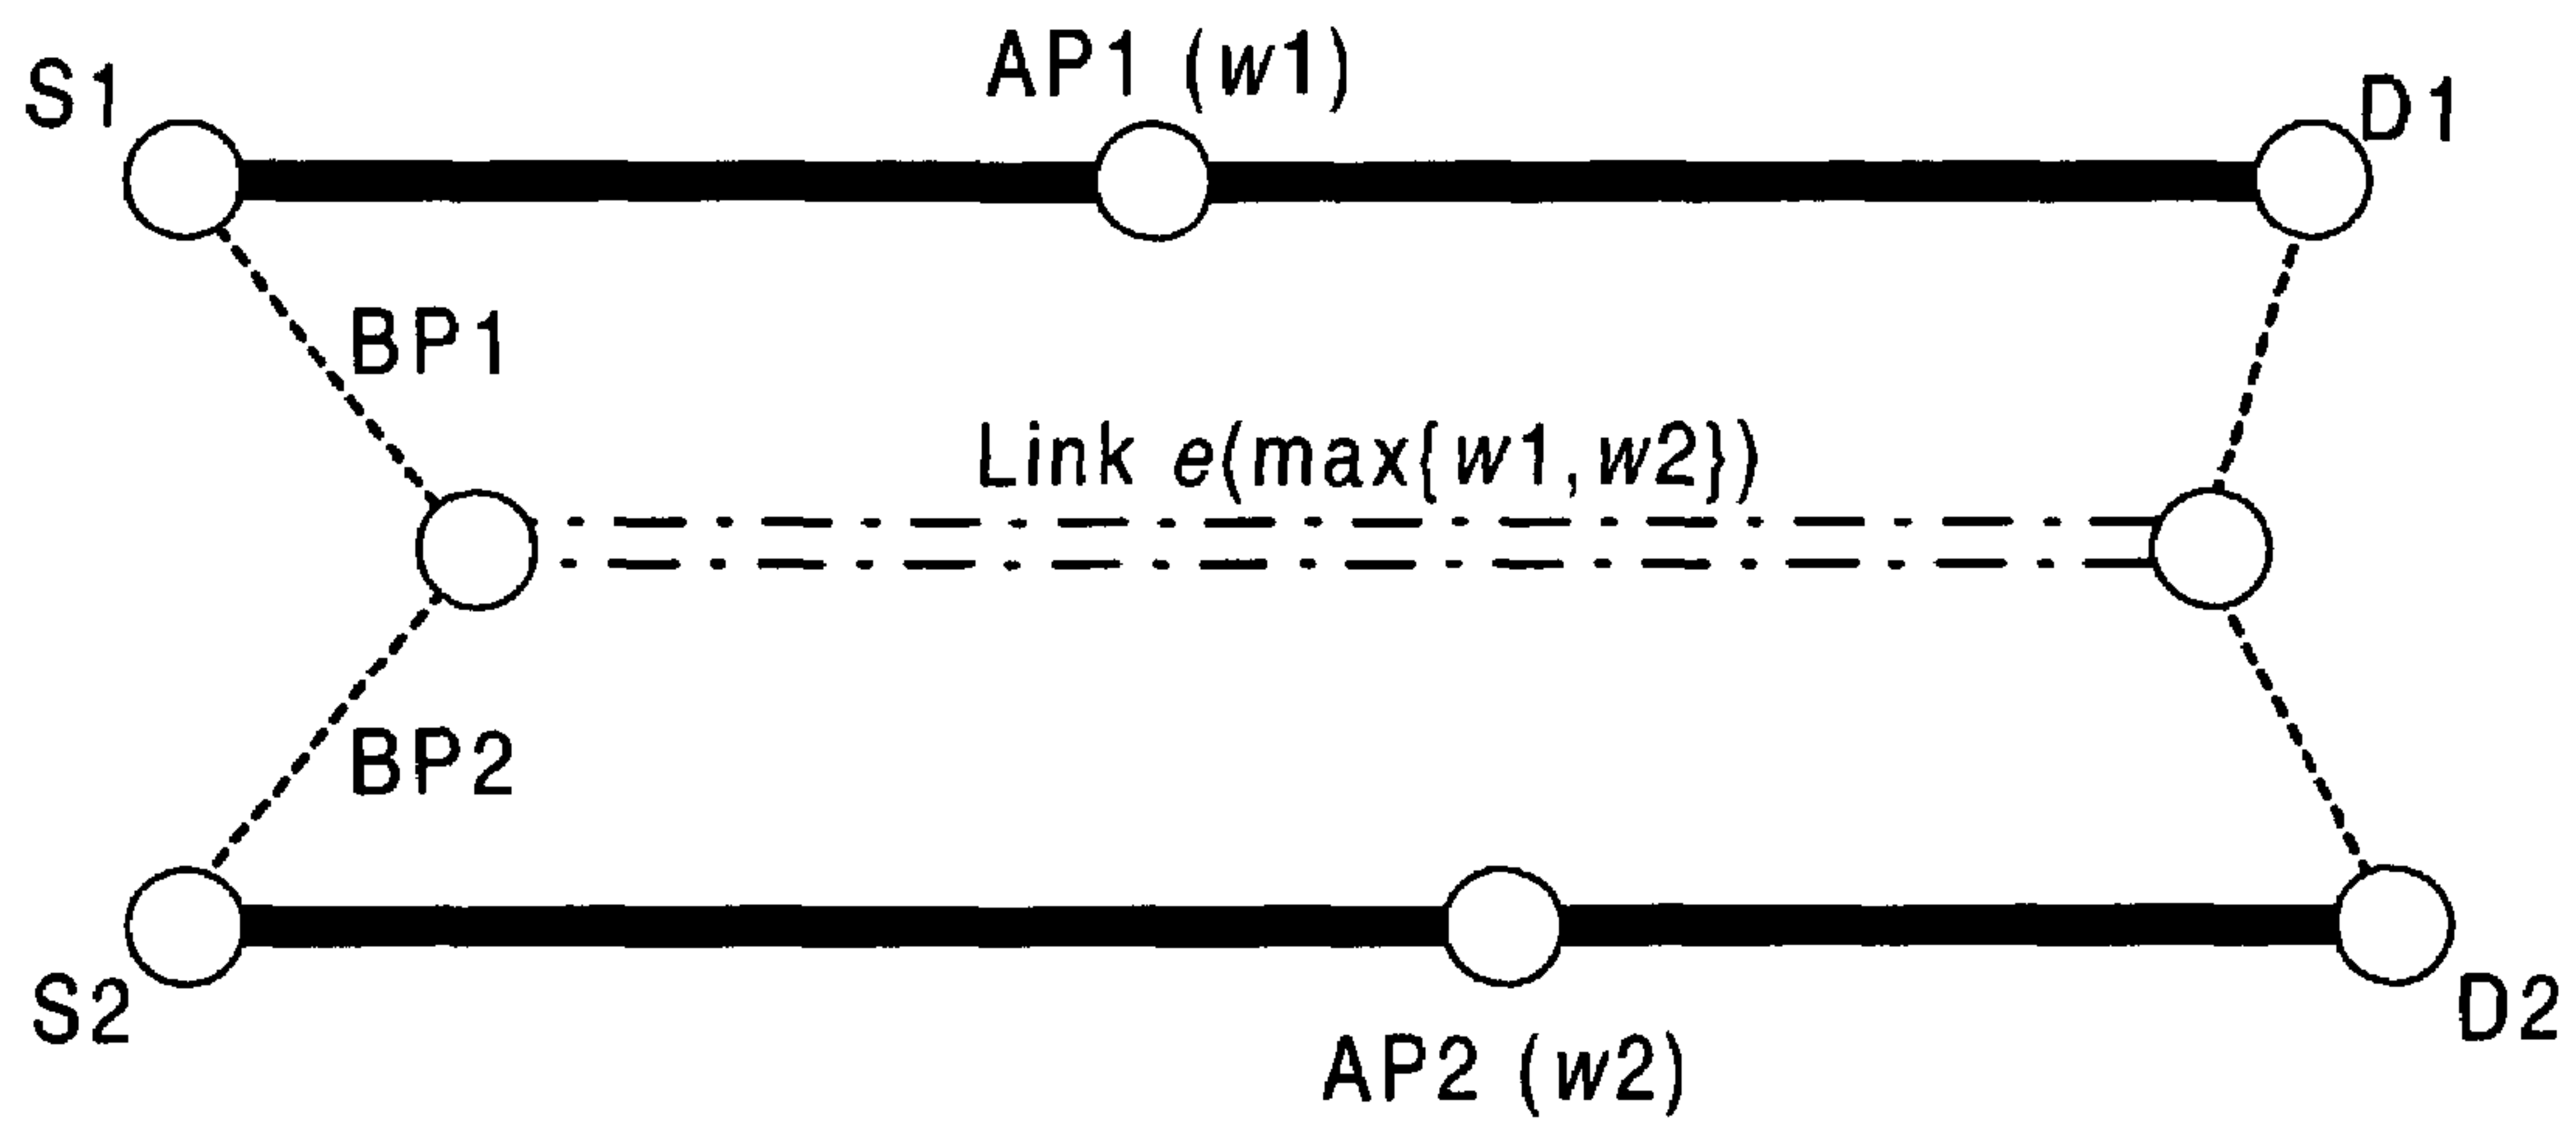 AP1 (w1)
S1
D1
BP1
Link e(max{w1,w2})
BP2
S2
D2
AP2 (w2)